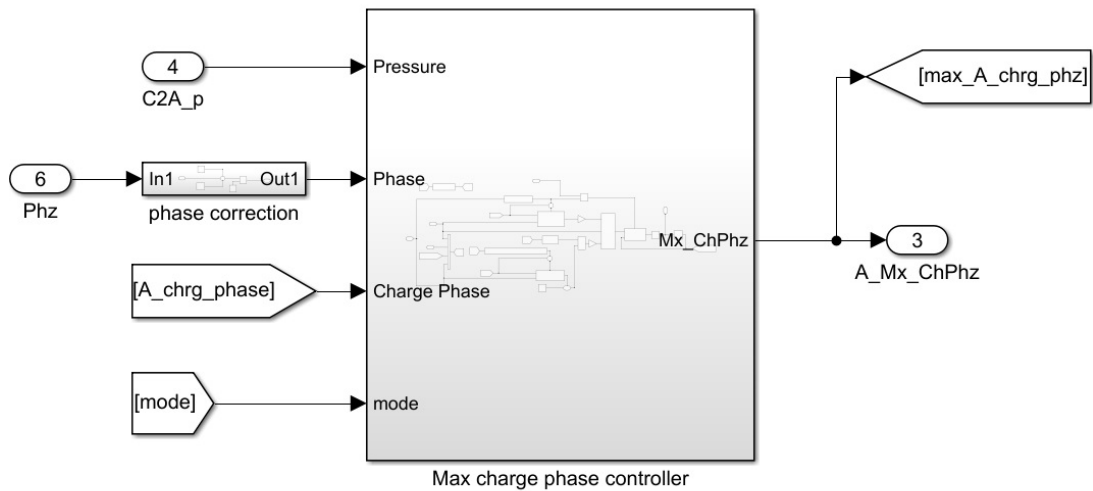 4
C2A_p
Pressure
[max_A_chrg_phz]
6
Phz
In1
Out1
phase correction
Phase
Mx_ChPhz
3
A_Mx_ChPhz
[A_chrg_phase]
Charge Phase
[mode]
mode
Max charge phase controller